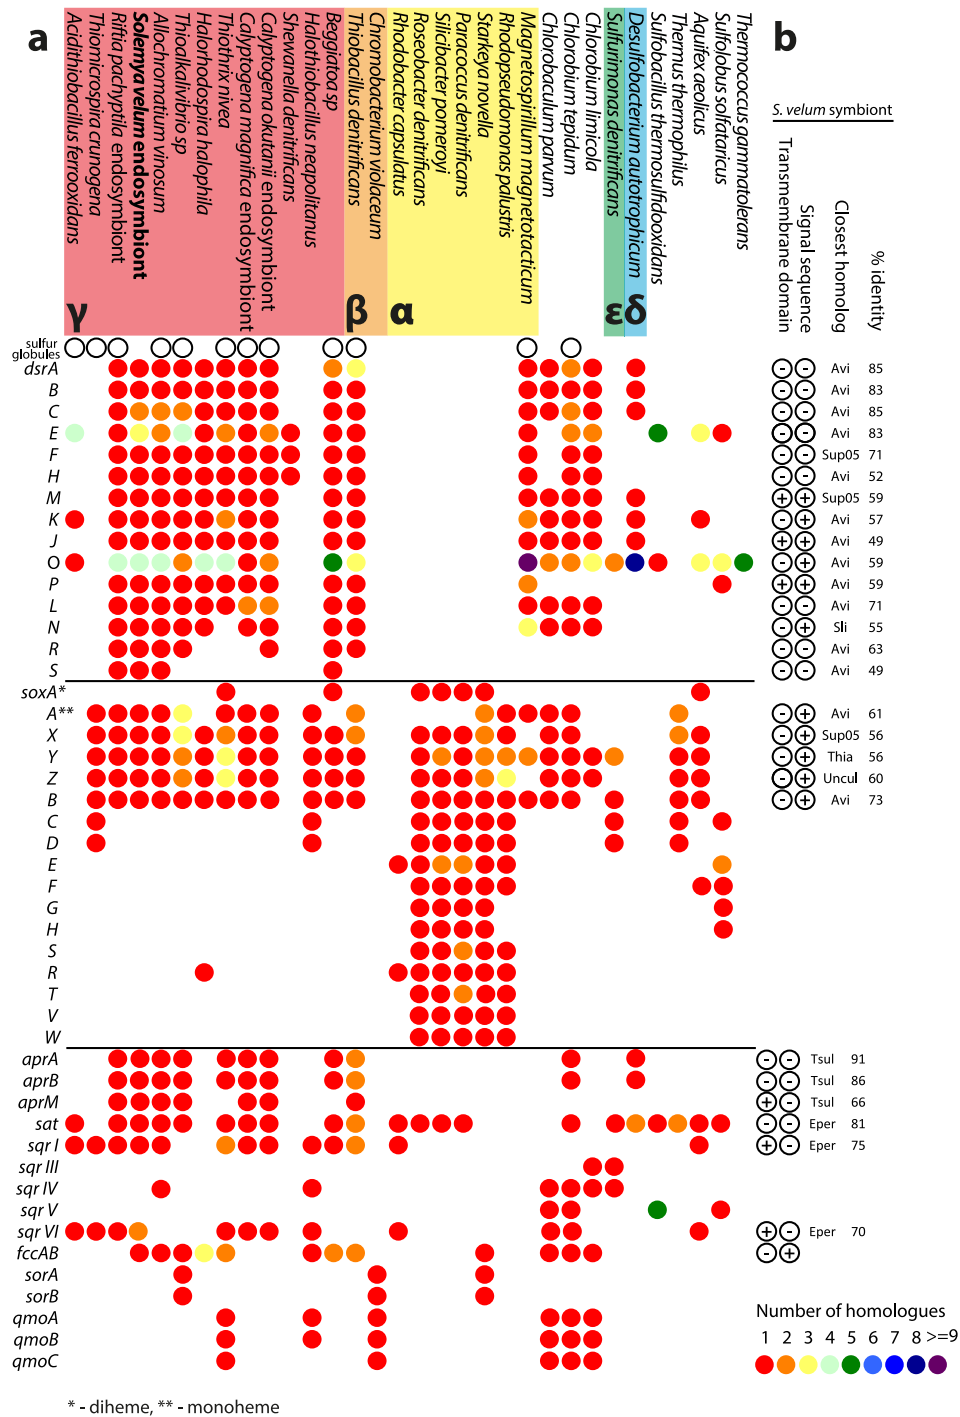 a
b
Acidithiobacillus ferrooxidans
Thiomicrospira crunogena
Riftia pachyptila endosymbiont
Solemya velum endosymbiont
Allochromatium vinosum
Thioalkalivibrio sp
Halorhodospira halophila
Thiothrix nivea
Calyptogena magnifica endosymbiont
Calyptogena okutanii endosymbiont
Shewanella denitrificans
Halothiobacillus neapolitanus
Beggiatoa sp
Thiobacillus denitrificans
Chromobacterium violaceum
Rhodobacter capsulatus
Roseobacter denitrificans
Silicibacter pomeroyi
Paracoccus denitrificans
Starkeya novella
Rhodopseudomonas palustris
Magnetospirilum magnetotacticum
Chlorobaculum parvum
Chlorobium tepidum
Chlorobium limicola
Sulfurimonas denitrificans
Desulfobacterium autotrophicum
Sulfobacillus thermosulfidooxidans
Thermus thermophilus
Aquifex aeolicus
Sulfolobus solfataricus
Thermococcus gammatolerans
γ β α ε δ
S. velum symbiont
Transmembrane domain
Signal sequence
Closest homolog
% identity
sulfur
globules
dsrA - - Avi 85
B - - Avi 83
C - - Avi 85
E - - Avi 83
F - - Sup05 71
H - - Avi 52
M + + Sup05 59
K - + Avi 57
J + + Avi 49
O - + Avi 59
P + + Avi 59
L - - Avi 71
N - + Sli 55
R - - Avi 63
S - - Avi 49
soxA*
A** - + Avi 61
X - + Sup05 56
Y - + Thia 56
Z - + Uncul 60
B - + Avi 73
C
D
E
F
G
H
S
R
T
V
W
aprA - - Tsul 91
aprB - - Tsul 86
aprM + - Tsul 66
sat - - Eper 81
sqr I + - Eper 75
sqr III
sqr IV
sqr V
sqr VI + - Eper 70
fccAB - +
sorA
sorB
qmoA
qmoB
qmoC
Number of homologues
1 2 3 4 5 6 7 8 >=9
* - diheme, ** - monoheme